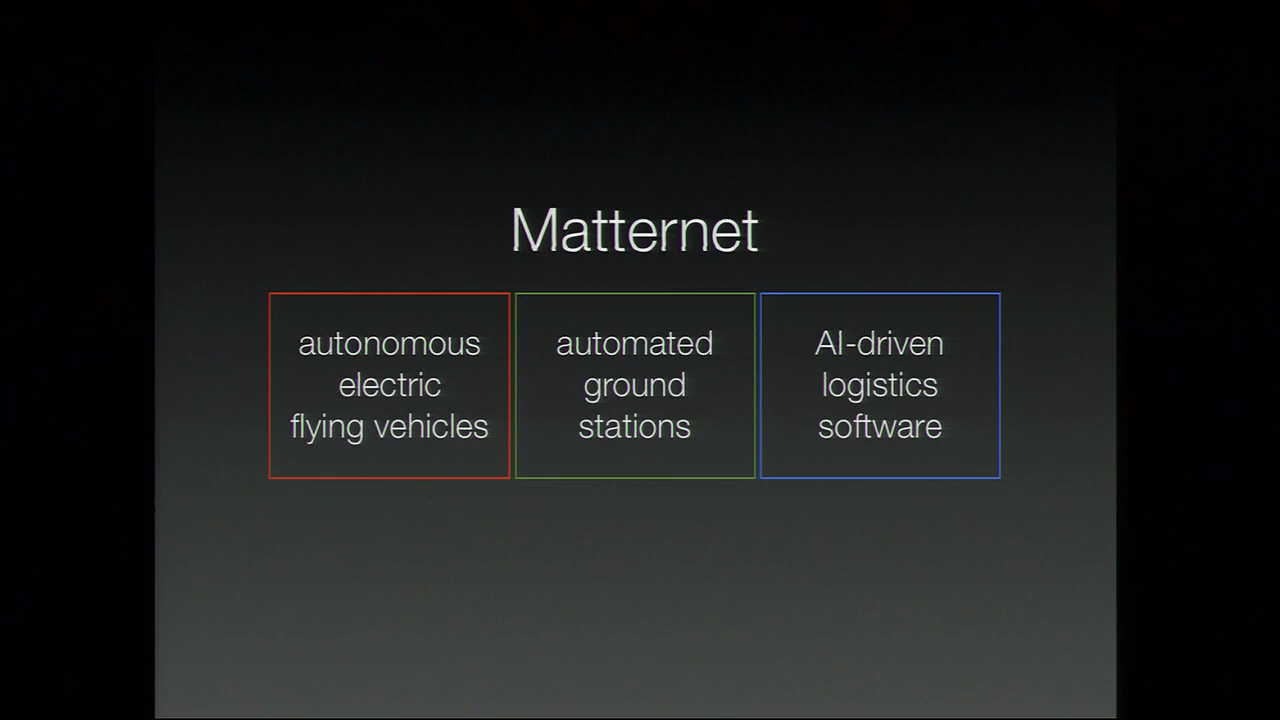 Matternet
autonomous
electric
flying vehicles
automated
ground
stations
AI-driven
logistics
software